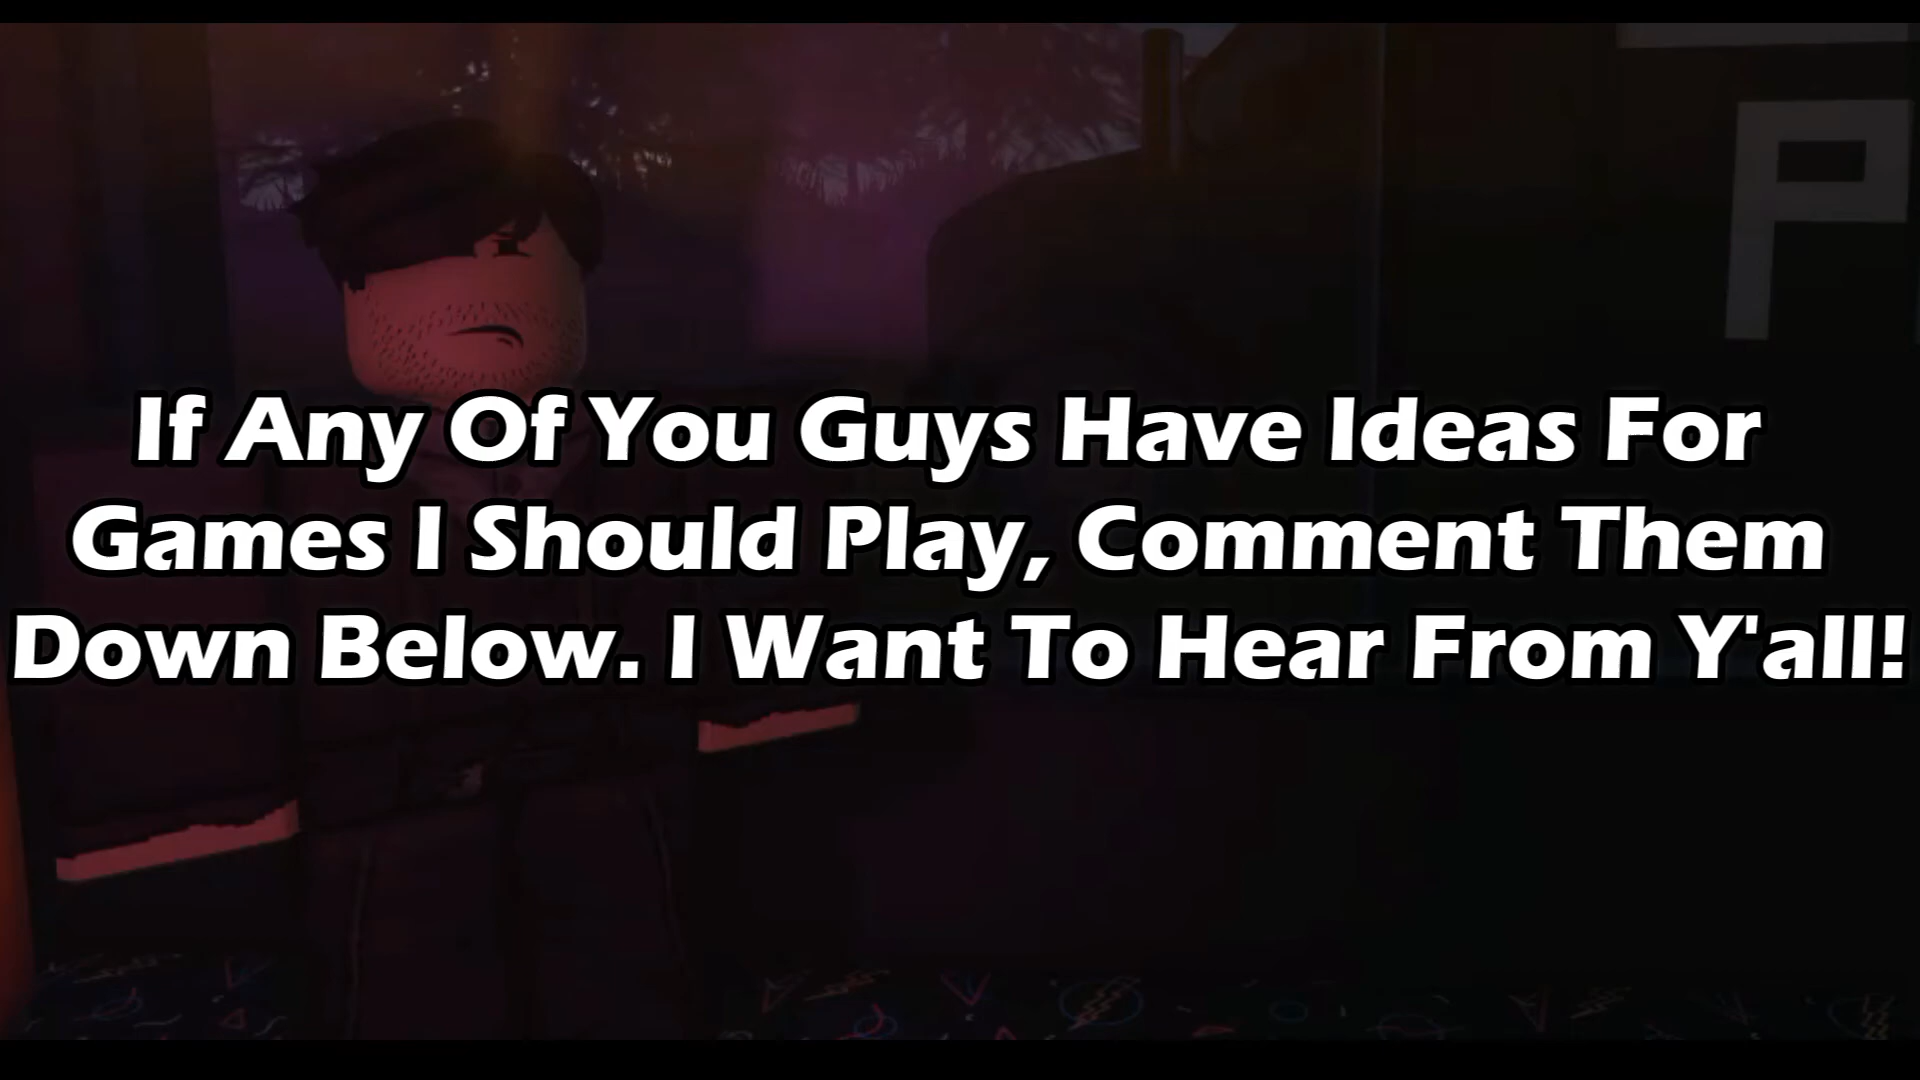 P
If Any Of You Guys Have Ideas For
Games I Should Play, Comment Them
Down Below. I Want To Hear From Y'all!